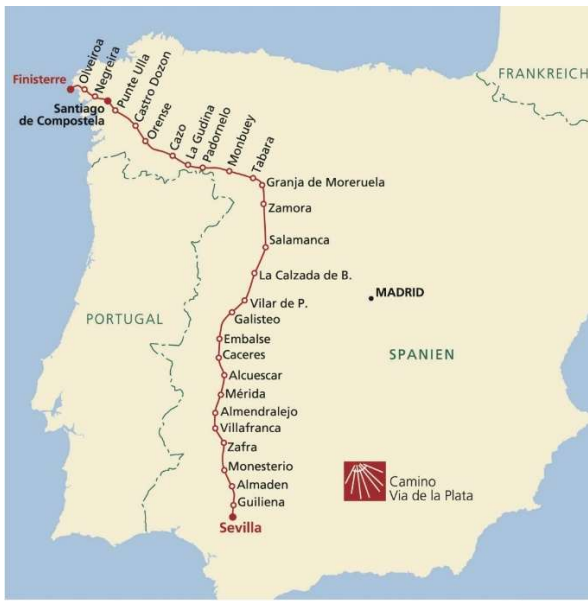 Finisterre
Olveiroa
Negreira
Santiago
de Compostela
Punte Ulla
Castro Dozon
Orense
Cazo
La Gudina
Padornelo
Monbuey
Tabara
Granja de Moreruela
Zamora
Salamanca
La Calzada de B.
Vilar de P.
Galisteo
Embalse
Caceres
Alcuescar
Mérida
Almendralejo
Villafranca
Zafra
Monesterio
Almaden
Guiliena
Sevilla
FRANKREICH
MADRID
PORTUGAL
SPANIEN
Camino
Via de la Plata